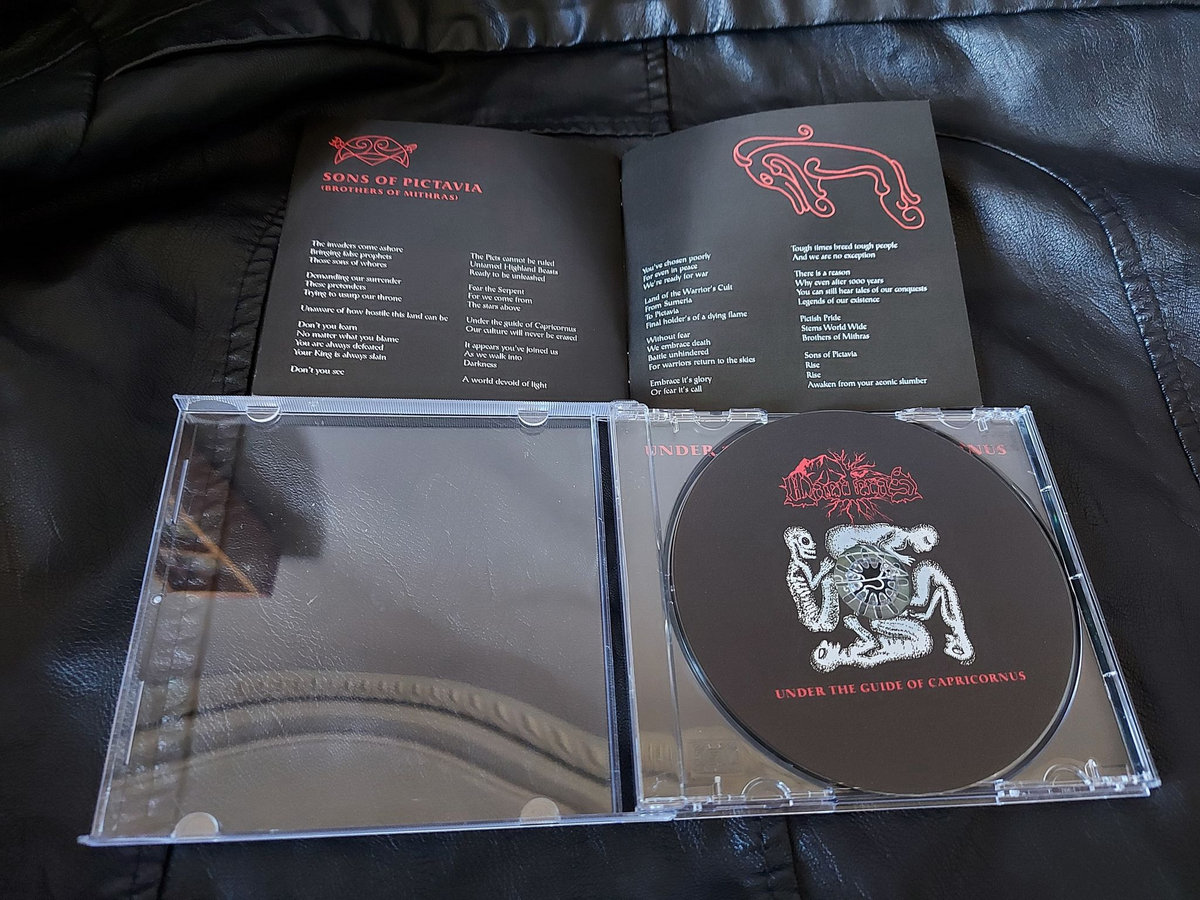 SONS OF PICTAVIA
(BROTHERS OF MITHRAS)
The invaders come ashore
Bringing false prophets
Those sons of whores
Demanding our surrender
These pretenders
Trying to usurp our throne
Unaware of how hostile this land can be
Don't you learn
No matter what you blame
You are always defeated
Your King is always slain
Don't you see
The Picts cannot be ruled
Untamed Highland Beasts
Ready to be unleashed
Fear the Serpent
For we come from
The stars above
Under the guide of Capricornus
Our culture will never be erased
It appears you've joined us
As we walk into
Darkness
A world devoid of light
You've chosen poorly
For even in peace
We're ready for war
Land of the Warrior's Cult
From Sumeria
To Pictavia
Final holder's of a dying flame
Without fear
We embrace death
Battle unhindered
For warriors return to the skies
Embrace it's glory
Or fear it's call
Tough times breed tough people
And we are no exception
There is a reason
Why even after 1000 years
You can still hear tales of our conquests
Legends of our existence
Pictish Pride
Stems World Wide
Brothers of Mithras
Sons of Pictavia
Rise
Rise
Awaken from your aeonic slumber
UNDER
NUS
UNDER THE GUIDE OF CAPRICORNUS